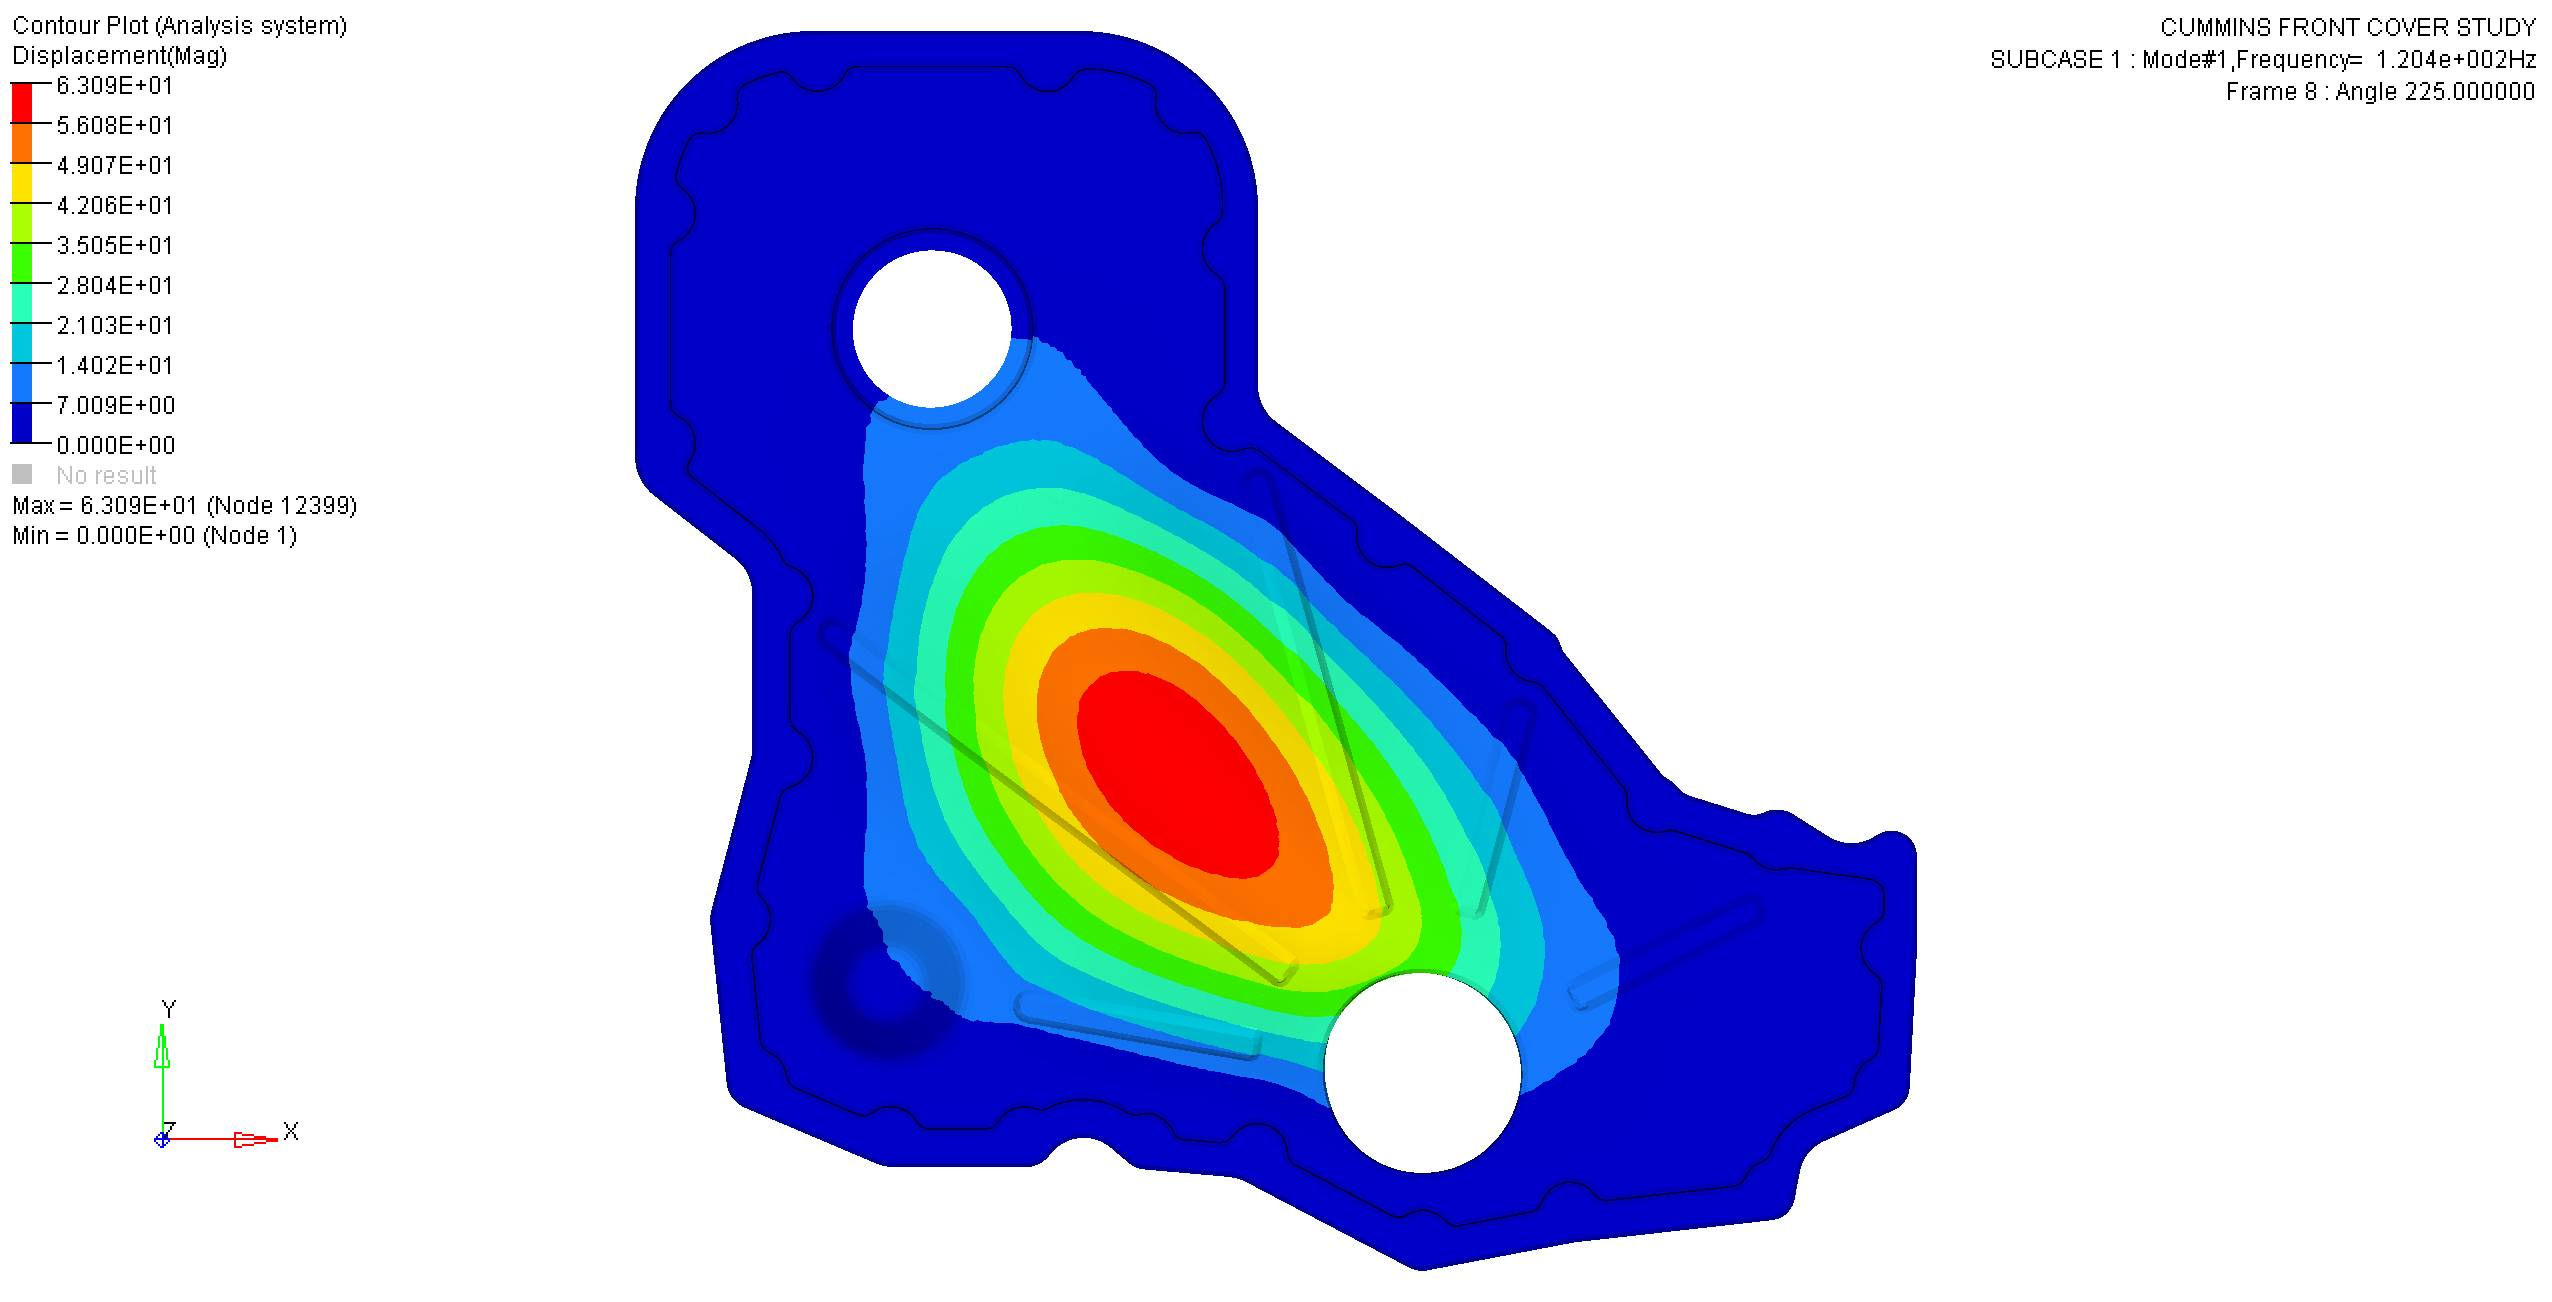 Contour Plot (Analysis system)
Displacement(Mag)
6.309E+01
5.608E+01
4.907E+01
4.206E+01
3.505E+01
2.804E+01
2.103E+01
1.402E+01
7.009E+00
0.000E+00
No result
Max = 6.309E+01 (Node 12399)
Min = 0.000E+00 (Node 1)
CUMMINS FRONT COVER STUDY
SUBCASE 1 : Mode#1,Frequency= 1.204e+002Hz
Frame 8 : Angle 225.000000
Y
Z
X